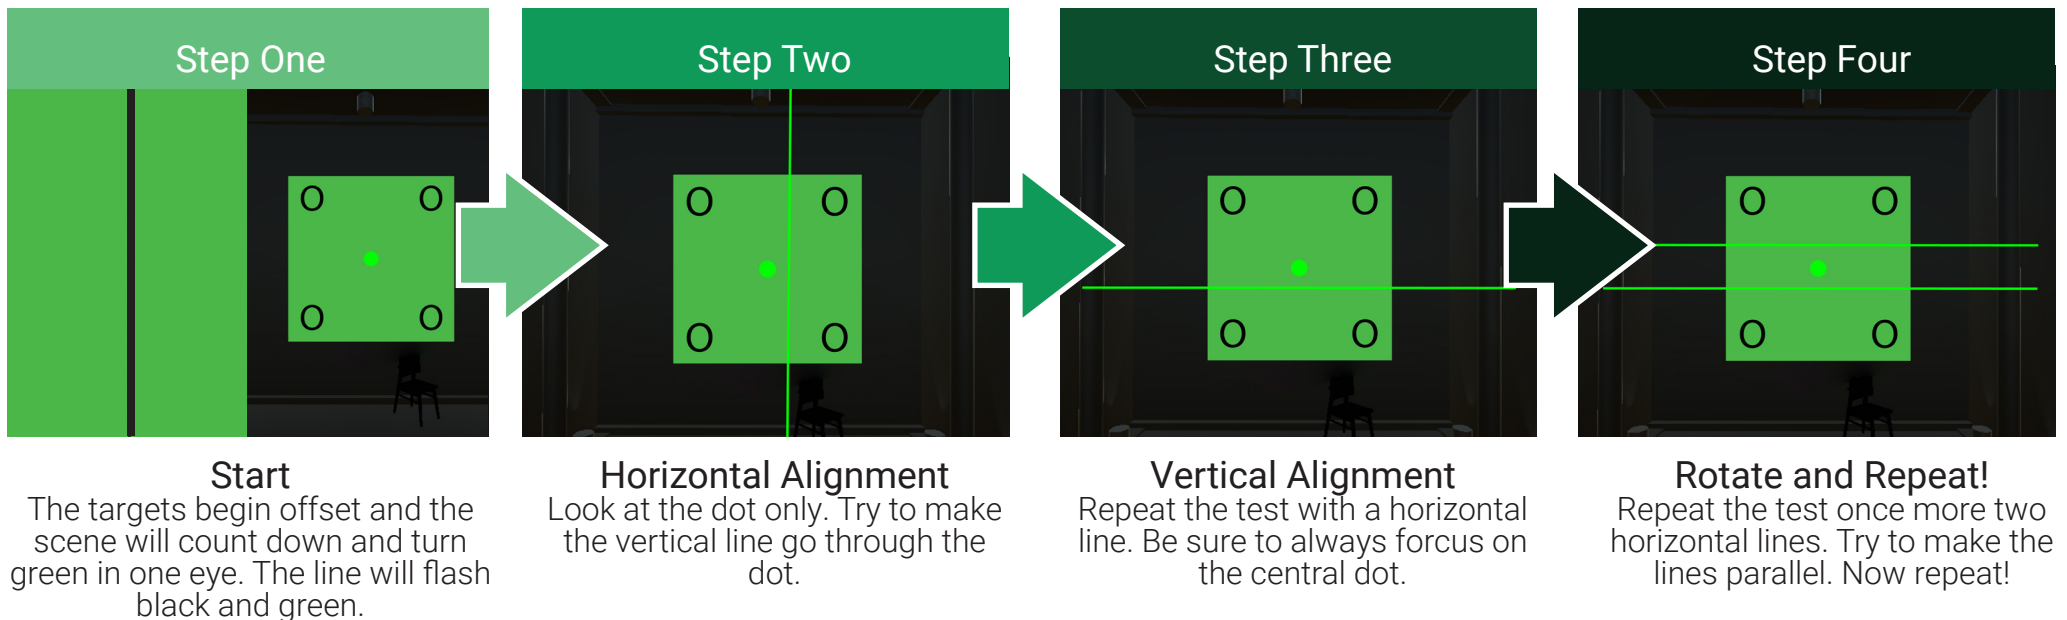 Step One
O O
O O
Start
The targets begin offset and the
scene will count down and turn
green in one eye. The line will flash
black and green.
Step Two
O O
O O
Horizontal Alignment
Look at the dot only. Try to make
the vertical line go through the
dot.
Step Three
O O
O O
Vertical Alignment
Repeat the test with a horizontal
line. Be sure to always forcus on
the central dot.
Step Four
O O
O O
Rotate and Repeat!
Repeat the test once more two
horizontal lines. Try to make the
lines parallel. Now repeat!